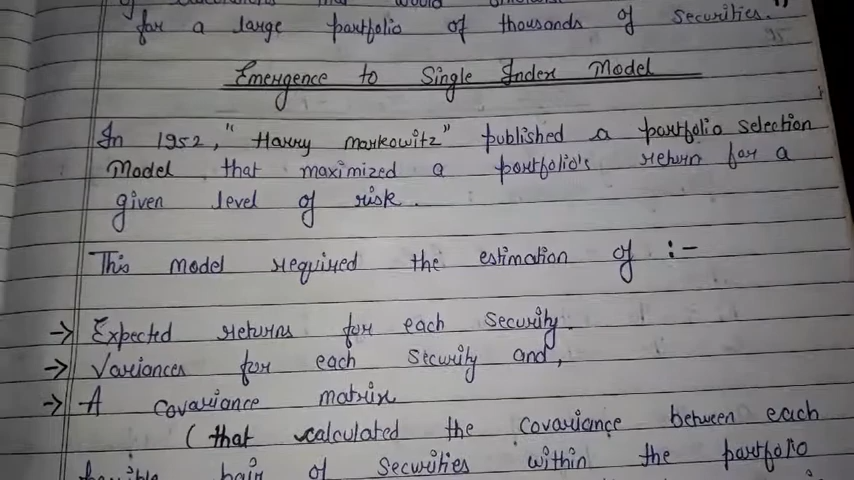 for a large portfolio of thousands of securities."
Emergence to Single Index Model
In 1952, "Harry Markowitz" published a portfolio selection
Model that maximized a portfolio's return for a
given level of risk.
This model required the estimation of :-
→ Expected returns for each security.
→ Variances for each security and,
→ A covariance matrix
(that calculated the covariance between each
possible pair of securities within the portfolio